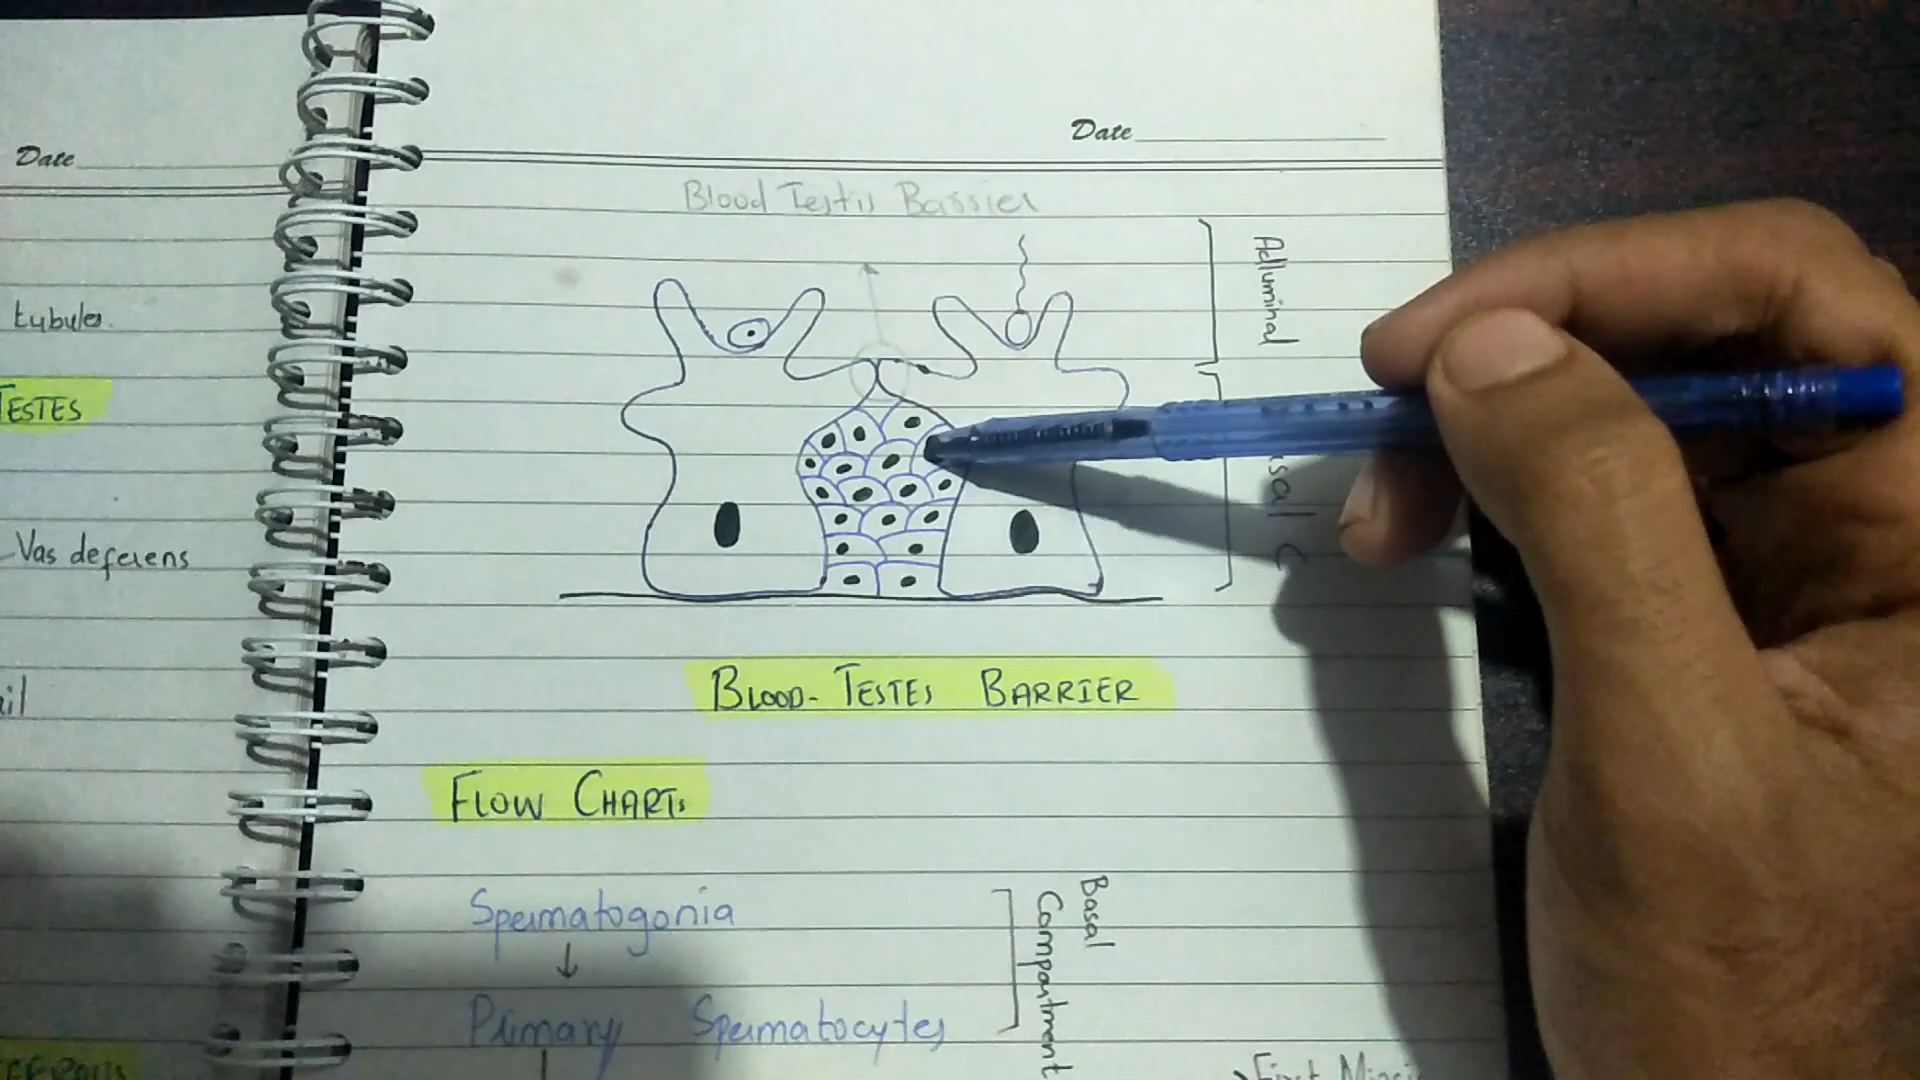 Date
tubules.
TESTES
Vas deferens
Date
Blood Testis Barrier
Adluminal
BLOOD-TESTES BARRIER
FLOW CHARTs
Spermatogonia
Primary Spermatocytes
Basal
Compartment
First